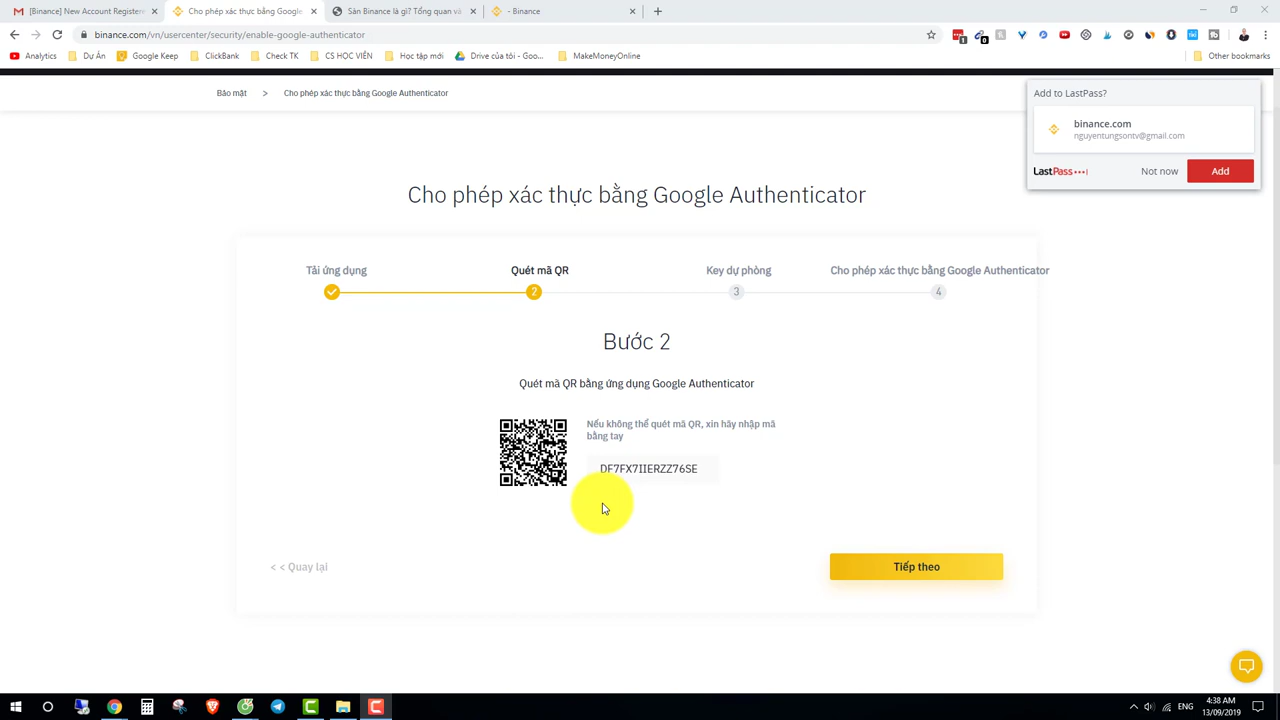 [Binance] New Account Registere
Cho phép xác thực bằng Google
Sàn Binance là gì? Tổng quan và
- Binance
binance.com/vn/usercenter/security/enable-google-authenticator
Analytics
Dự Án
Google Keep
ClickBank
Check TK
CS HỌC VIÊN
Học tập mới
Drive của tôi - Goo...
MakeMoneyOnline
Other bookmarks
Bảo mật > Cho phép xác thực bằng Google Authenticator
Add to LastPass?
binance.com
nguyentungsontv@gmail.com
LastPass
Not now
Add
Cho phép xác thực bằng Google Authenticator
Tải ứng dụng
Quét mã QR
Key dự phòng
Cho phép xác thực bằng Google Authenticator
2
3
4
Bước 2
Quét mã QR bằng ứng dụng Google Authenticator
Nếu không thể quét mã QR, xin hãy nhập mã
bằng tay
DF7FX7IIERZZ76SE
< < Quay lại
Tiếp theo
ENG
4:38 AM
13/09/2019